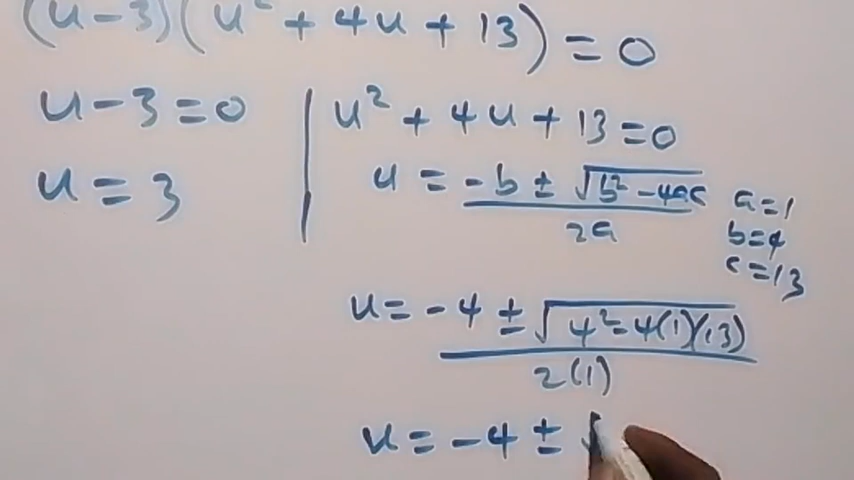 (u-3)(u² + 4u + 13) = 0
u - 3 = 0
u = 3
u² + 4u + 13 = 0
u = -b ± √b² - 4ac / 2a
a = 1
b = 4
c = 13
u = -4 ± √4² - 4(1)(13) / 2(1)
u = -4 ±